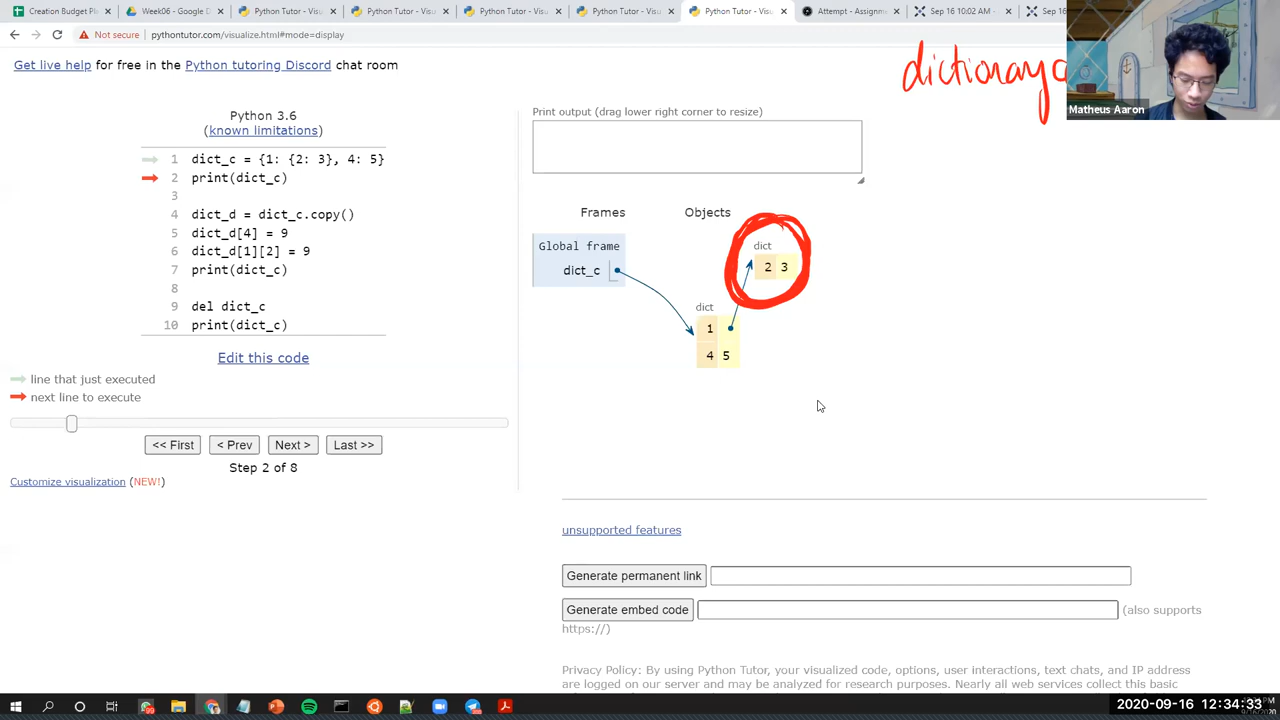 Creation Budget Pl
Week06 - Google D
Python Tutor - Vi
Python Tutor - Visu
Python Tutor - Visu
Python Tutor - Visu
Python Tutor - Visu
Attempt - Assignme
Sep 16 10:02 AM -
Sep 16
Not secure | pythontutor.com/visualize.html#mode=display
dictionary
Get live help for free in the Python tutoring Discord chat room
Matheus Aaron
Python 3.6
(known limitations)
1 dict_c = {1: {2: 3}, 4: 5}
2 print(dict_c)
3
4 dict_d = dict_c.copy()
5 dict_d[4] = 9
6 dict_d[1][2] = 9
7 print(dict_c)
8
9 del dict_c
10 print(dict_c)
Edit this code
line that just executed
next line to execute
<< First
< Prev
Next >
Last >>
Step 2 of 8
Customize visualization (NEW!)
Print output (drag lower right corner to resize)
Frames
Objects
Global frame
dict_c
dict
2 3
dict
1
4 5
unsupported features
Generate permanent link
Generate embed code
(also supports
https://)
Privacy Policy: By using Python Tutor, your visualized code, options, user interactions, text chats, and IP address
are logged on our server and may be analyzed for research purposes. Nearly all web services collect this basic
2020-09-16 12:34:33